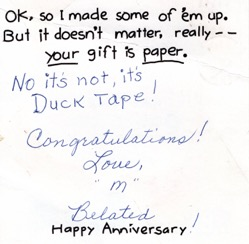 OK, so I made some of 'em up.
But it doesn't matter, really--
your gift is paper.
No it's not, it's
Duck Tape!
Congratulations!
Love,
"m"
Belated
Happy Anniversary!